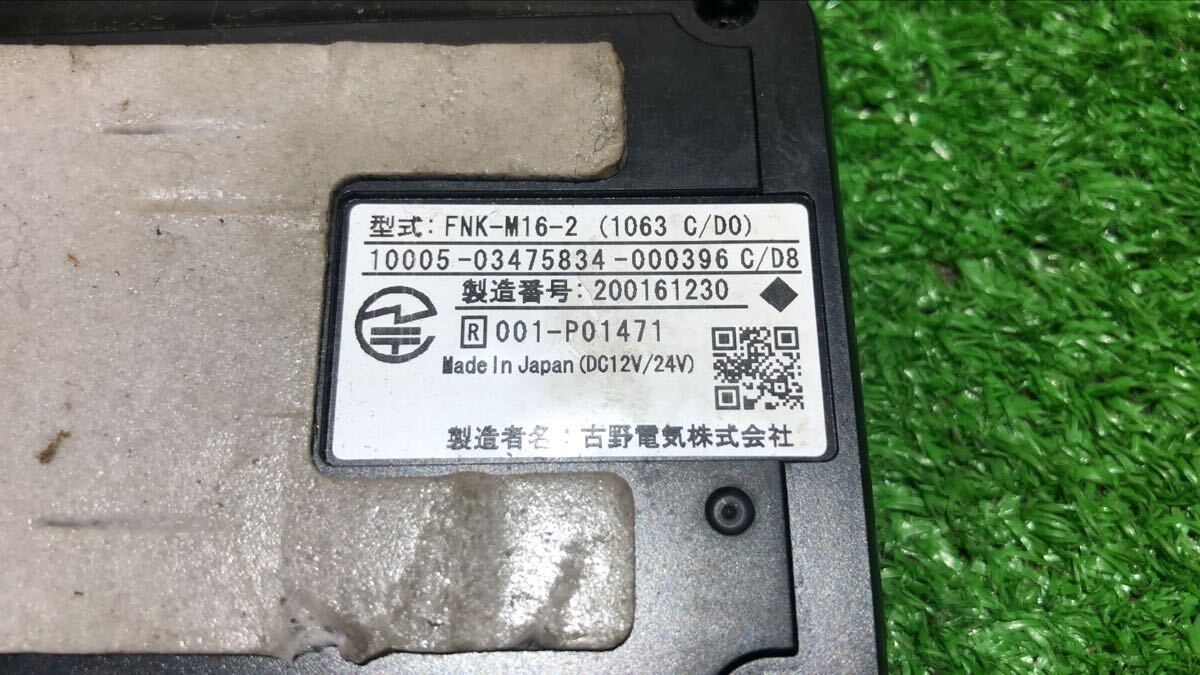 型式: FNK-M16-2 (1063 C/D0)
10005-03475834-000396 C/D8
製造番号: 200161230
R 001-P01471
Made In Japan (DC12V/24V)
製造者名: 古野電気株式会社